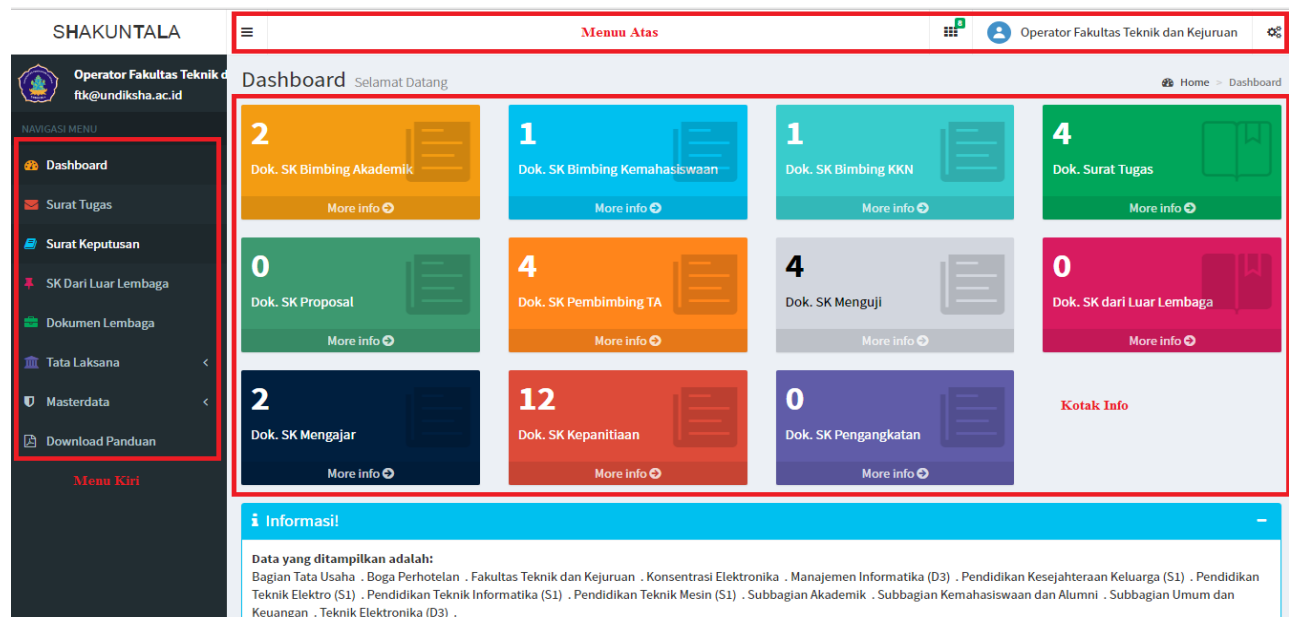 SHAKUNTALA
Menuu Atas
6
Operator Fakultas Teknik dan Kejuruan
Operator Fakultas Teknik d
ftk@undiksha.ac.id
NAVIGASI MENU
Dashboard
Surat Tugas
Surat Keputusan
SK Dari Luar Lembaga
Dokumen Lembaga
Tata Laksana
Masterdata
Download Panduan
Menu Kiri
Dashboard Selamat Datang
Home > Dashboard
2
Dok. SK Bimbing Akademik
More info
1
Dok. SK Bimbing Kemahasiswaan
More info
1
Dok. SK Bimbing KKN
More info
4
Dok. Surat Tugas
More info
0
Dok. SK Proposal
More info
4
Dok. SK Pembimbing TA
More info
4
Dok. SK Menguji
More info
0
Dok. SK dari Luar Lembaga
More info
2
Dok. SK Mengajar
More info
12
Dok. SK Kepanitiaan
More info
0
Dok. SK Pengangkatan
More info
Kotak Info
Informasi!
Data yang ditampilkan adalah:
Bagian Tata Usaha . Boga Perhotelan . Fakultas Teknik dan Kejuruan . Konsentrasi Elektronika . Manajemen Informatika (D3) . Pendidikan Kesejahteraan Keluarga (S1) . Pendidikan
Teknik Elektro (S1) . Pendidikan Teknik Informatika (S1) . Pendidikan Teknik Mesin (S1) . Subbagian Akademik . Subbagian Kemahasiswaan dan Alumni . Subbagian Umum dan
Keuangan . Teknik Elektronika (D3) .